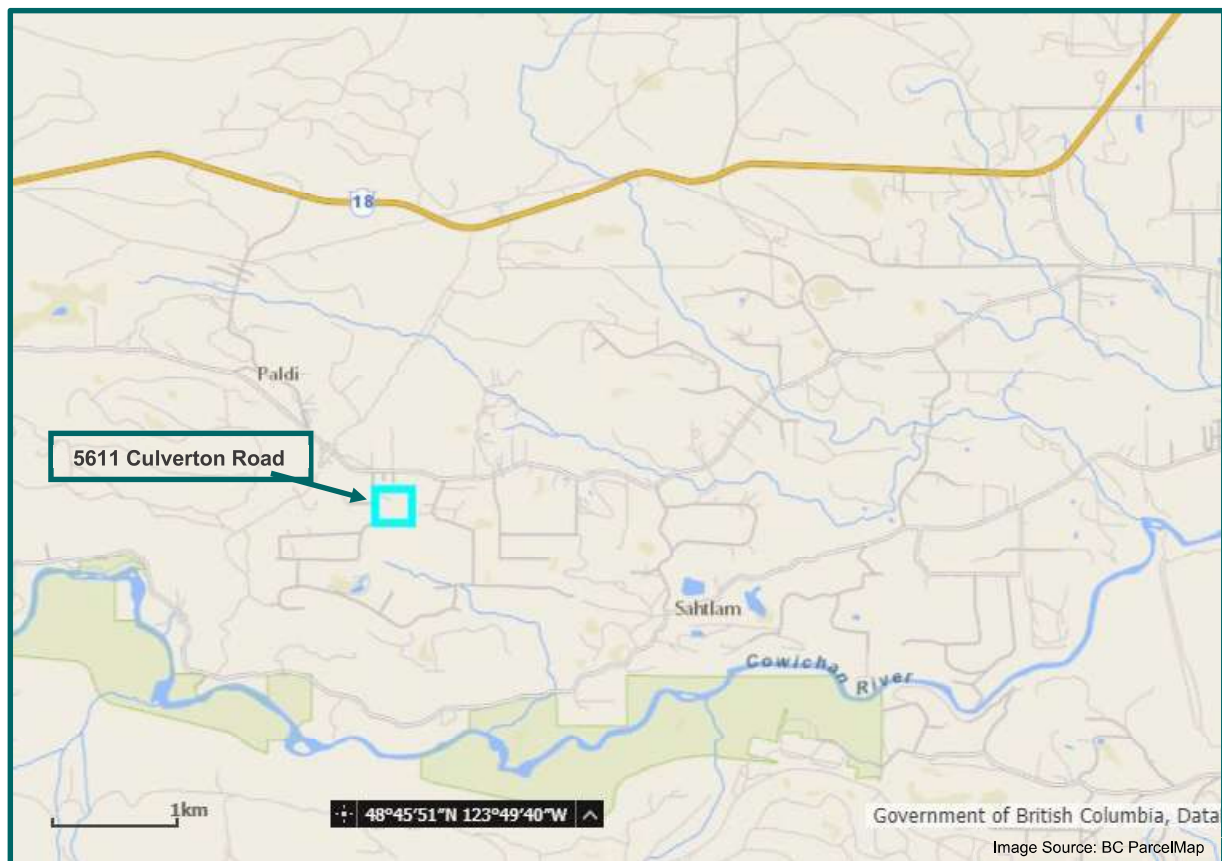 18
Paldi
5611 Culverton Road
Sahtlam
Cowichan River
1km
48°45'51"N 123°49'40"W
Government of British Columbia, Data
Image Source: BC ParcelMap